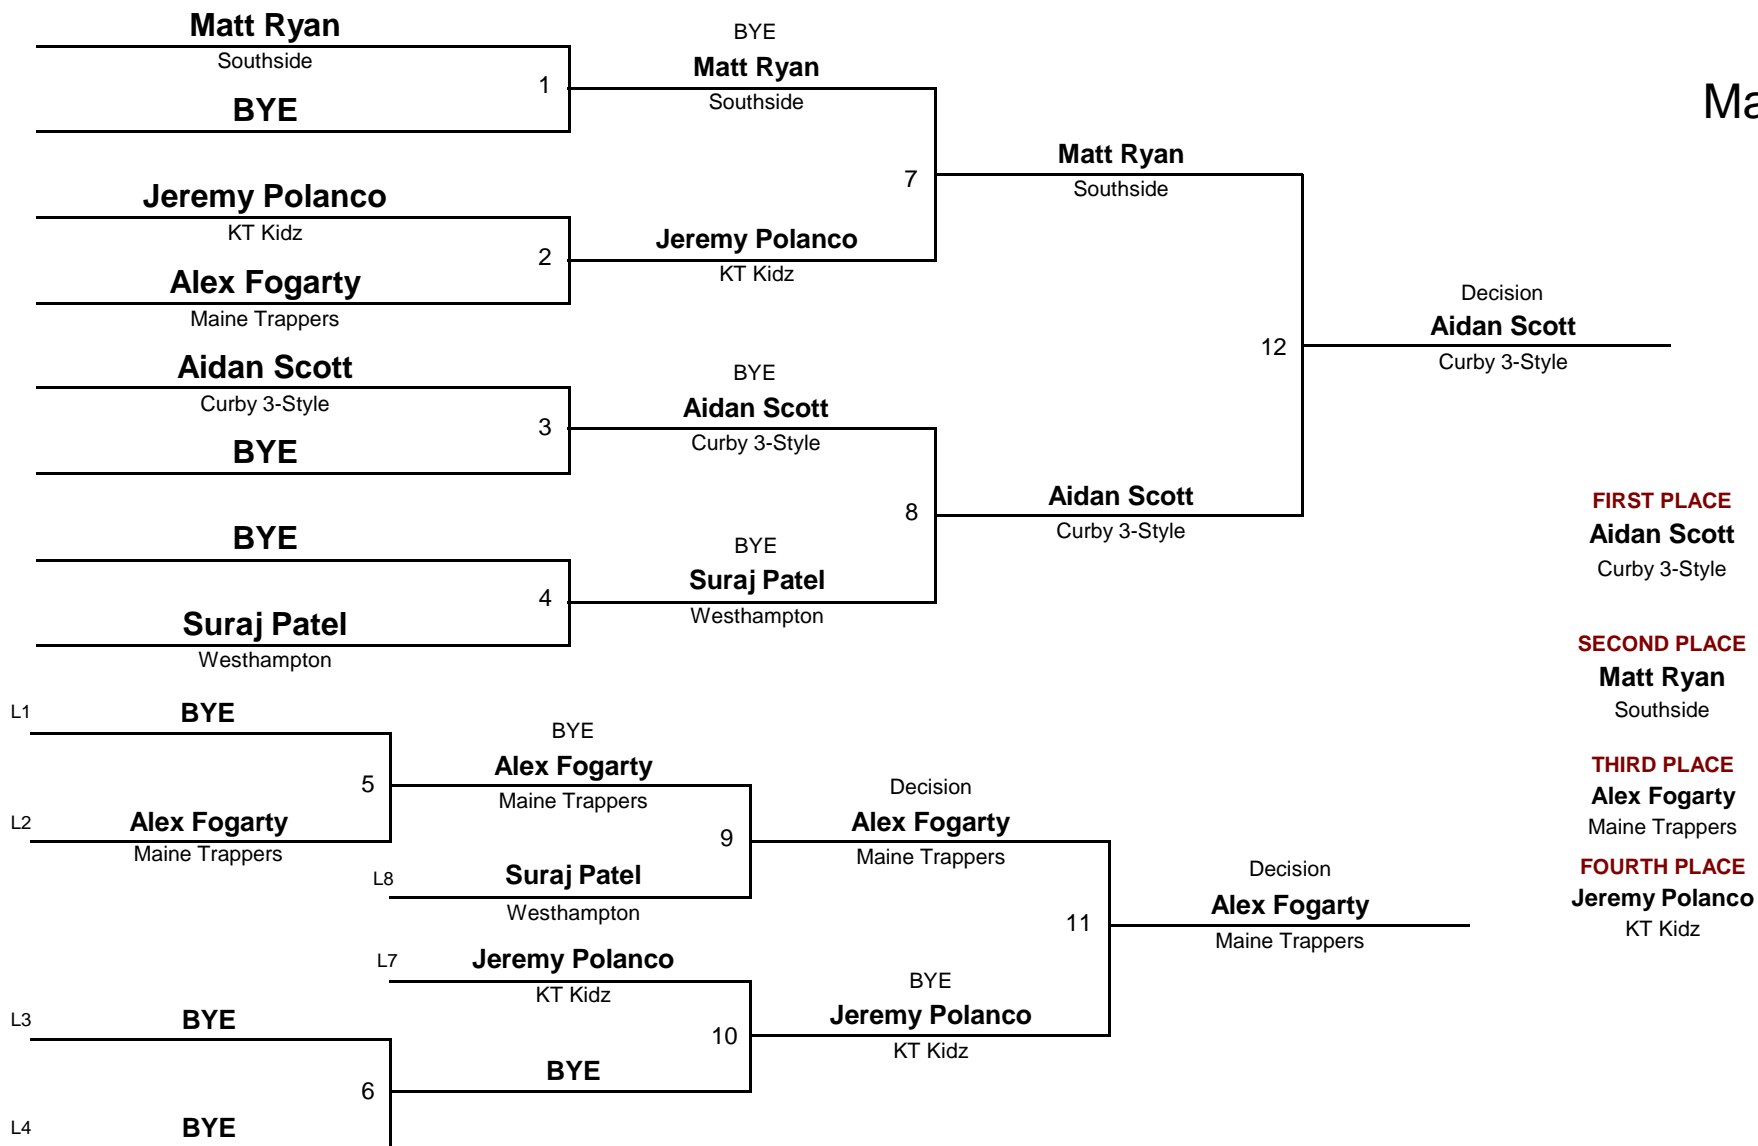 Matt Ryan
Southside
1
BYE
BYE
Matt Ryan
Southside
Jeremy Polanco
KT Kidz
2
Alex Fogarty
Maine Trappers
Jeremy Polanco
KT Kidz
7
Matt Ryan
Southside
Aidan Scott
Curby 3-Style
3
BYE
BYE
Aidan Scott
Curby 3-Style
BYE
4
Suraj Patel
Westhampton
BYE
Suraj Patel
Westhampton
8
Aidan Scott
Curby 3-Style
12
Decision
Aidan Scott
Curby 3-Style
Ma
FIRST PLACE
Aidan Scott
Curby 3-Style
SECOND PLACE
Matt Ryan
Southside
THIRD PLACE
Alex Fogarty
Maine Trappers
FOURTH PLACE
Jeremy Polanco
KT Kidz
L1 BYE
5
L2 Alex Fogarty
Maine Trappers
BYE
Alex Fogarty
Maine Trappers
9
L8 Suraj Patel
Westhampton
Decision
Alex Fogarty
Maine Trappers
L7 Jeremy Polanco
KT Kidz
10
BYE
L3 BYE
6
L4 BYE
BYE
Jeremy Polanco
KT Kidz
11
Decision
Alex Fogarty
Maine Trappers